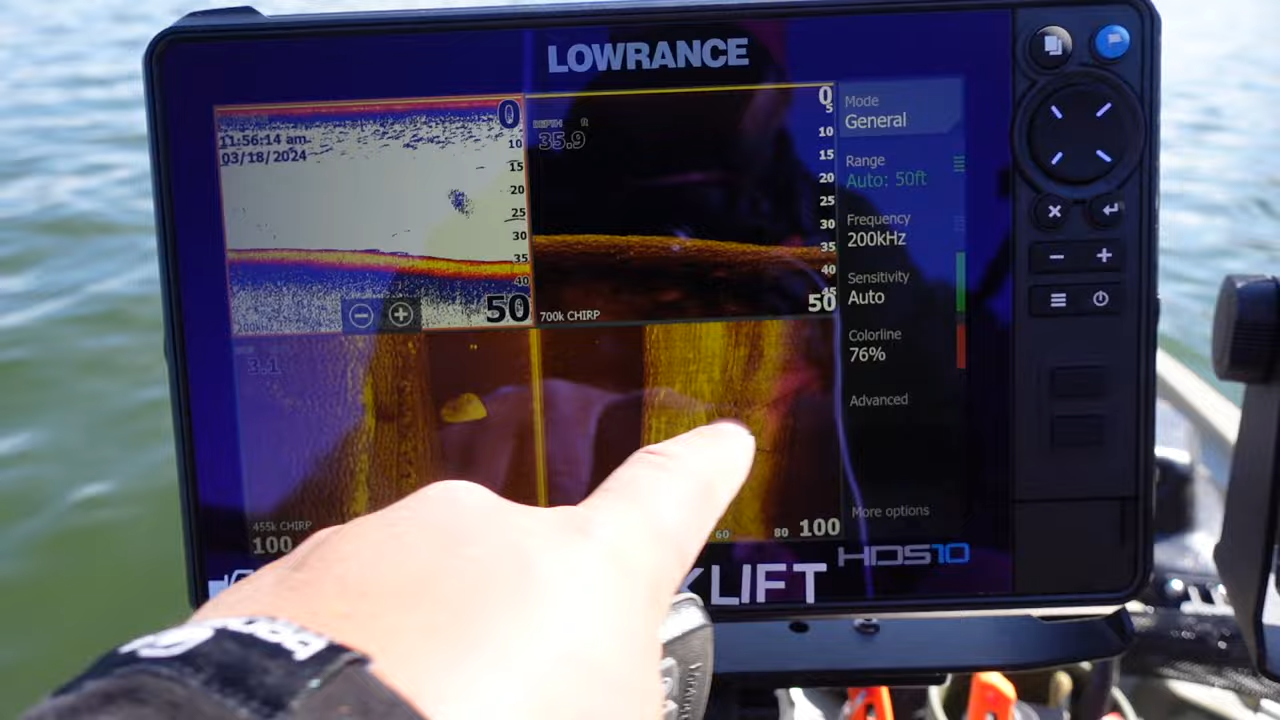 LOWRANCE
0
11:56:14 am
03/18/2024
10
15
20
25
30
35
40
50
200kHz
DEPTH ft
35.9
0
5
10
15
20
25
30
35
40
45
50
700k CHIRP
Mode
General
Range
Auto: 50ft
Frequency
200kHz
Sensitivity
Auto
Colorline
76%
Advanced
More options
3.1
455k CHIRP
100
60
80
100
HDS10
LIFT